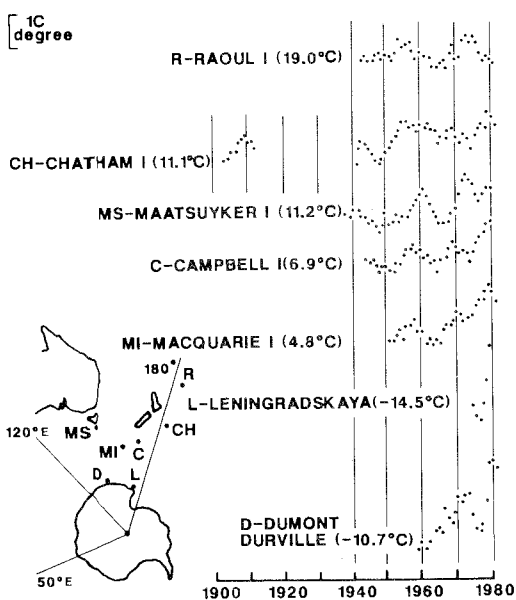 1C
degree
R-RAOUL I (19.0°C)
CH-CHATHAM I (11.1°C)
MS-MAATSUYKER I (11.2°C)
C-CAMPBELL I(6.9°C)
MI-MACQUARIE I (4.8°C)
180°
R
L-LENINGRADSKAYA(-14.5°C)
120°E
MS
CH
MI
C
D
L
D-DUMONT
DURVILLE (-10.7°C)
50°E
1900 1920 1940 1960 1980